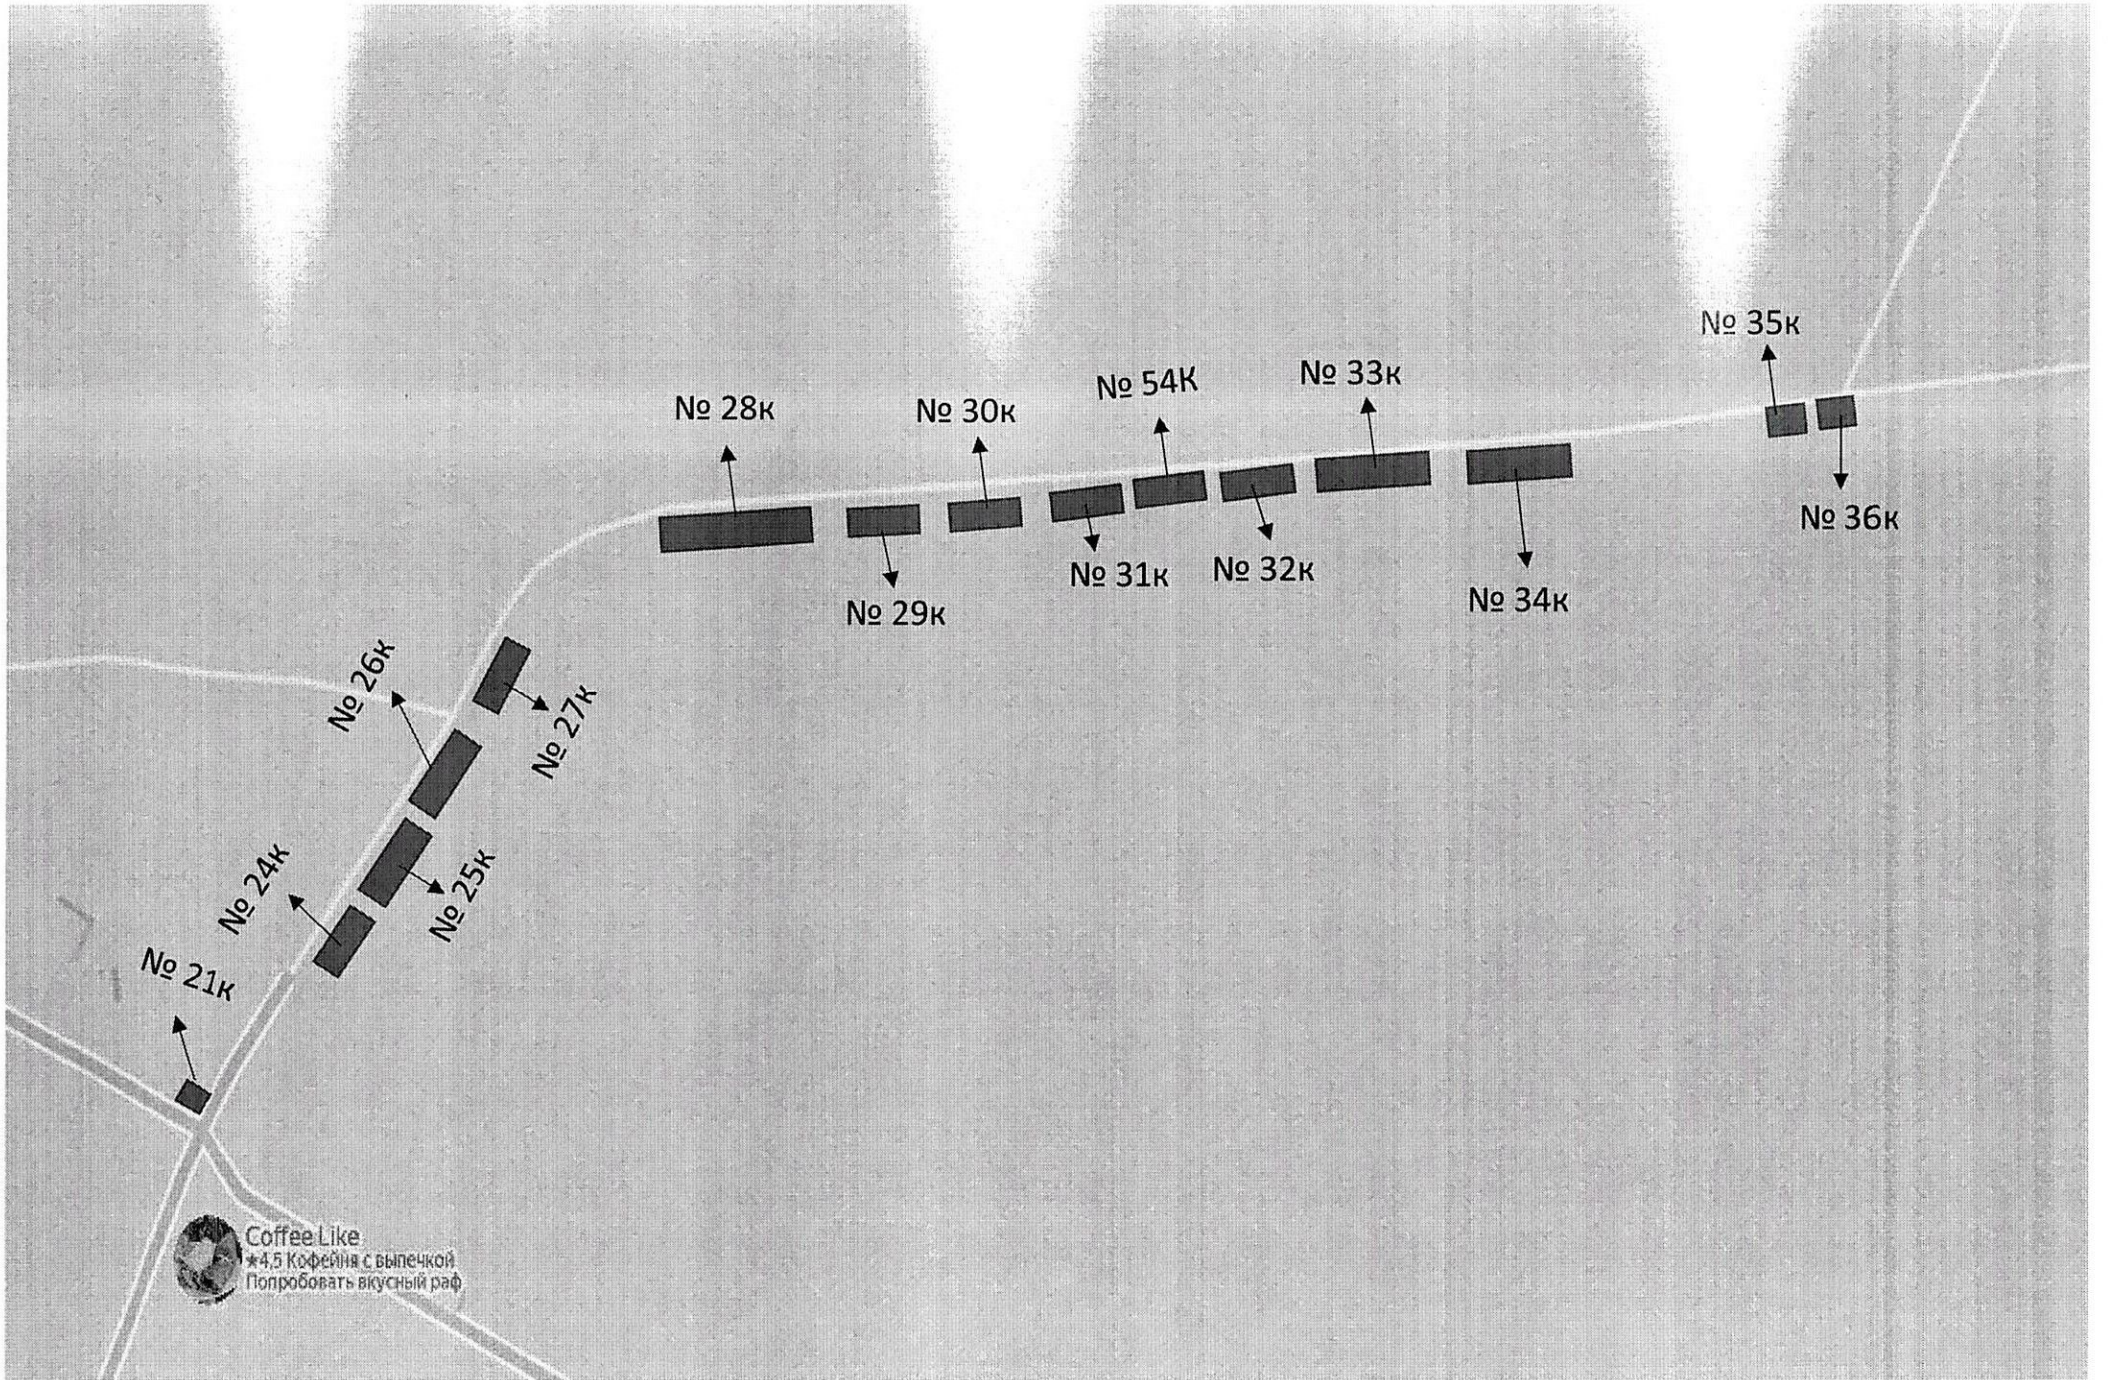 № 35к
№ 33к
№ 54К
№ 28к
№ 30к
№ 36к
№ 31к
№ 32к
№ 34к
№ 29к
№ 26к
№ 27к
№ 24к
№ 25к
№ 21к
Coffee Like
★4,5 Кофейня с выпечкой
Попробовать вкусный раф